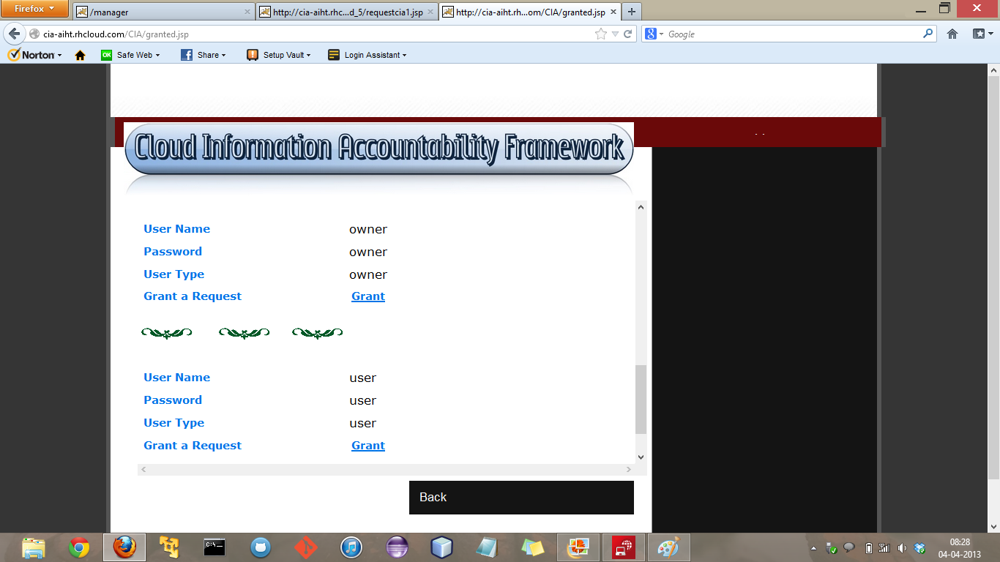 Firefox
/manager
http://cia-aiht.rhc...d_5/requestcia1.jsp
http://cia-aiht.rh...om/CIA/granted.jsp
cia-aiht.rhcloud.com/CIA/granted.jsp
Google
Norton
OK Safe Web
Share
Setup Vault
Login Assistant
Cloud Information Accountability Framework
. .
User Name owner
Password owner
User Type owner
Grant a Request Grant
User Name user
Password user
User Type user
Grant a Request Grant
Back
08:28
04-04-2013